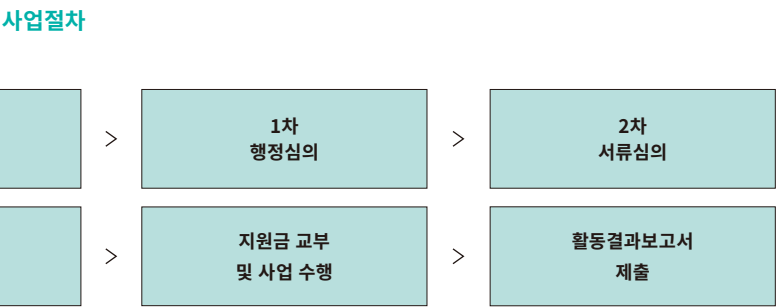 사업절차
>
1차
행정심의
>
2차
서류심의
>
지원금 교부
및 사업 수행
>
활동결과보고서
제출